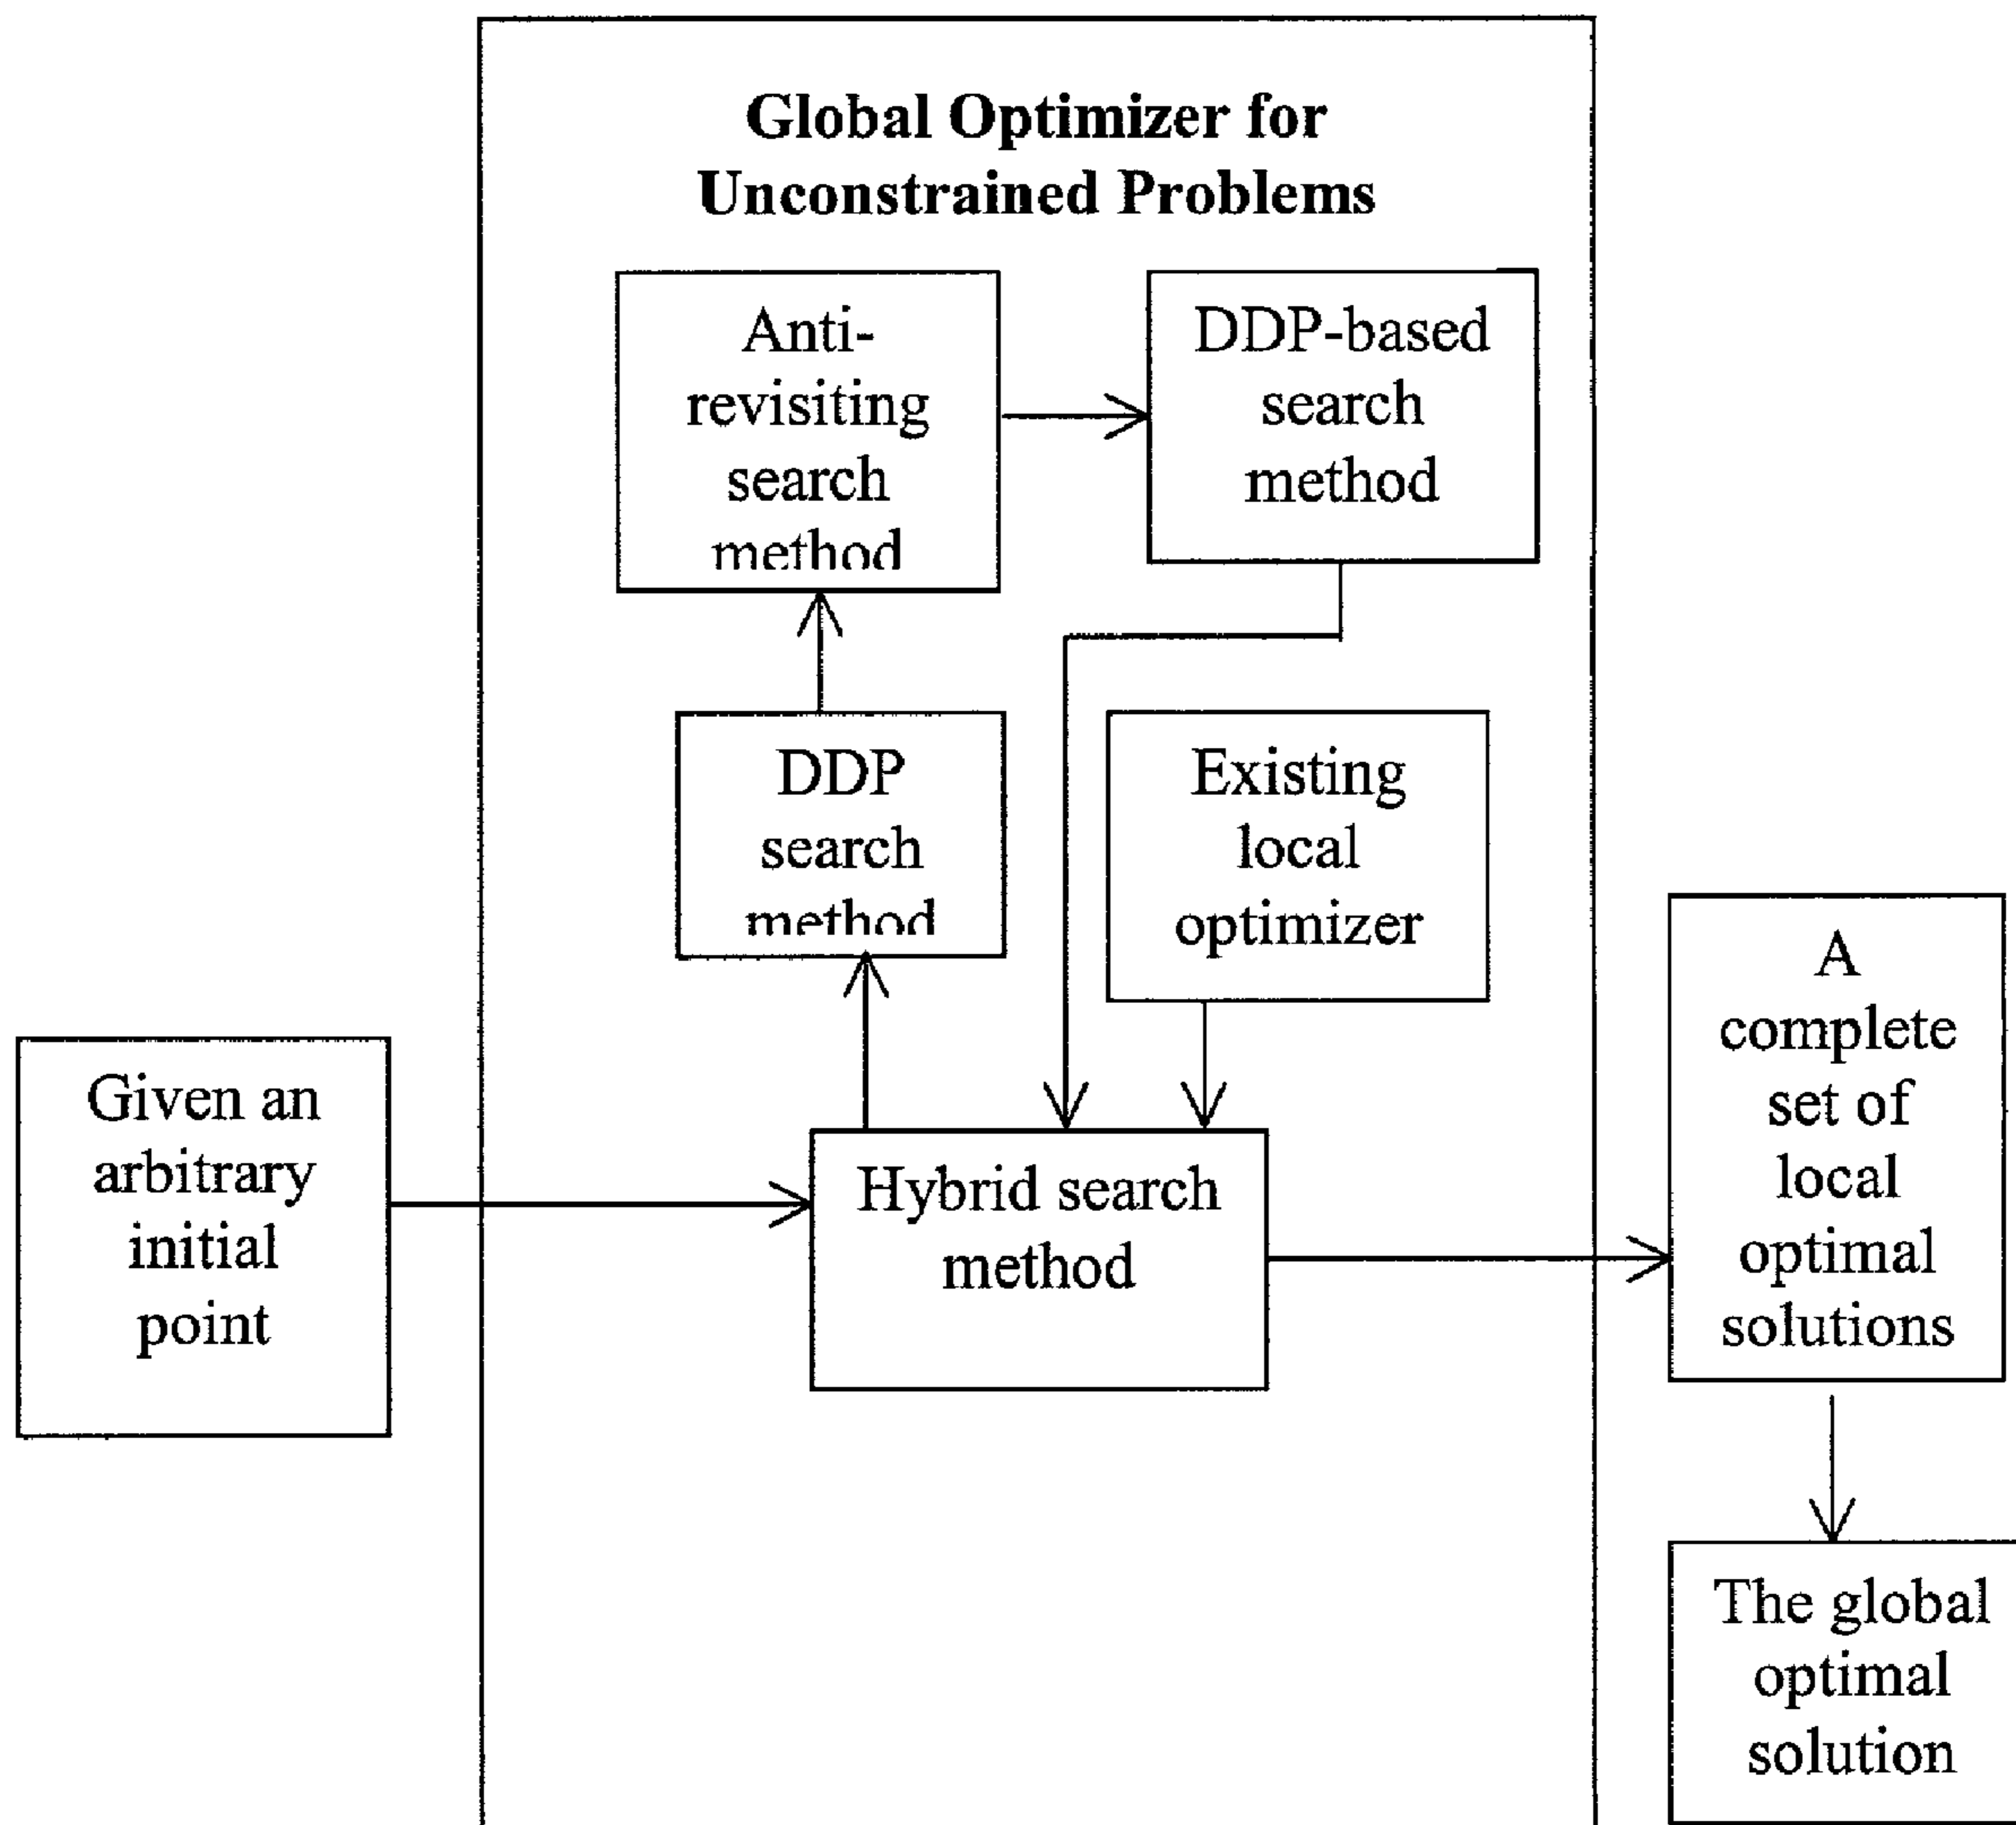 Global Optimizer for
Unconstrained Problems
Anti-
revisiting
search
method
DDP-based
search
method
DDP
search
method
Existing
local
optimizer
Given an
arbitrary
initial
point
Hybrid search
method
A
complete
set of
local
optimal
solutions
The global
optimal
solution